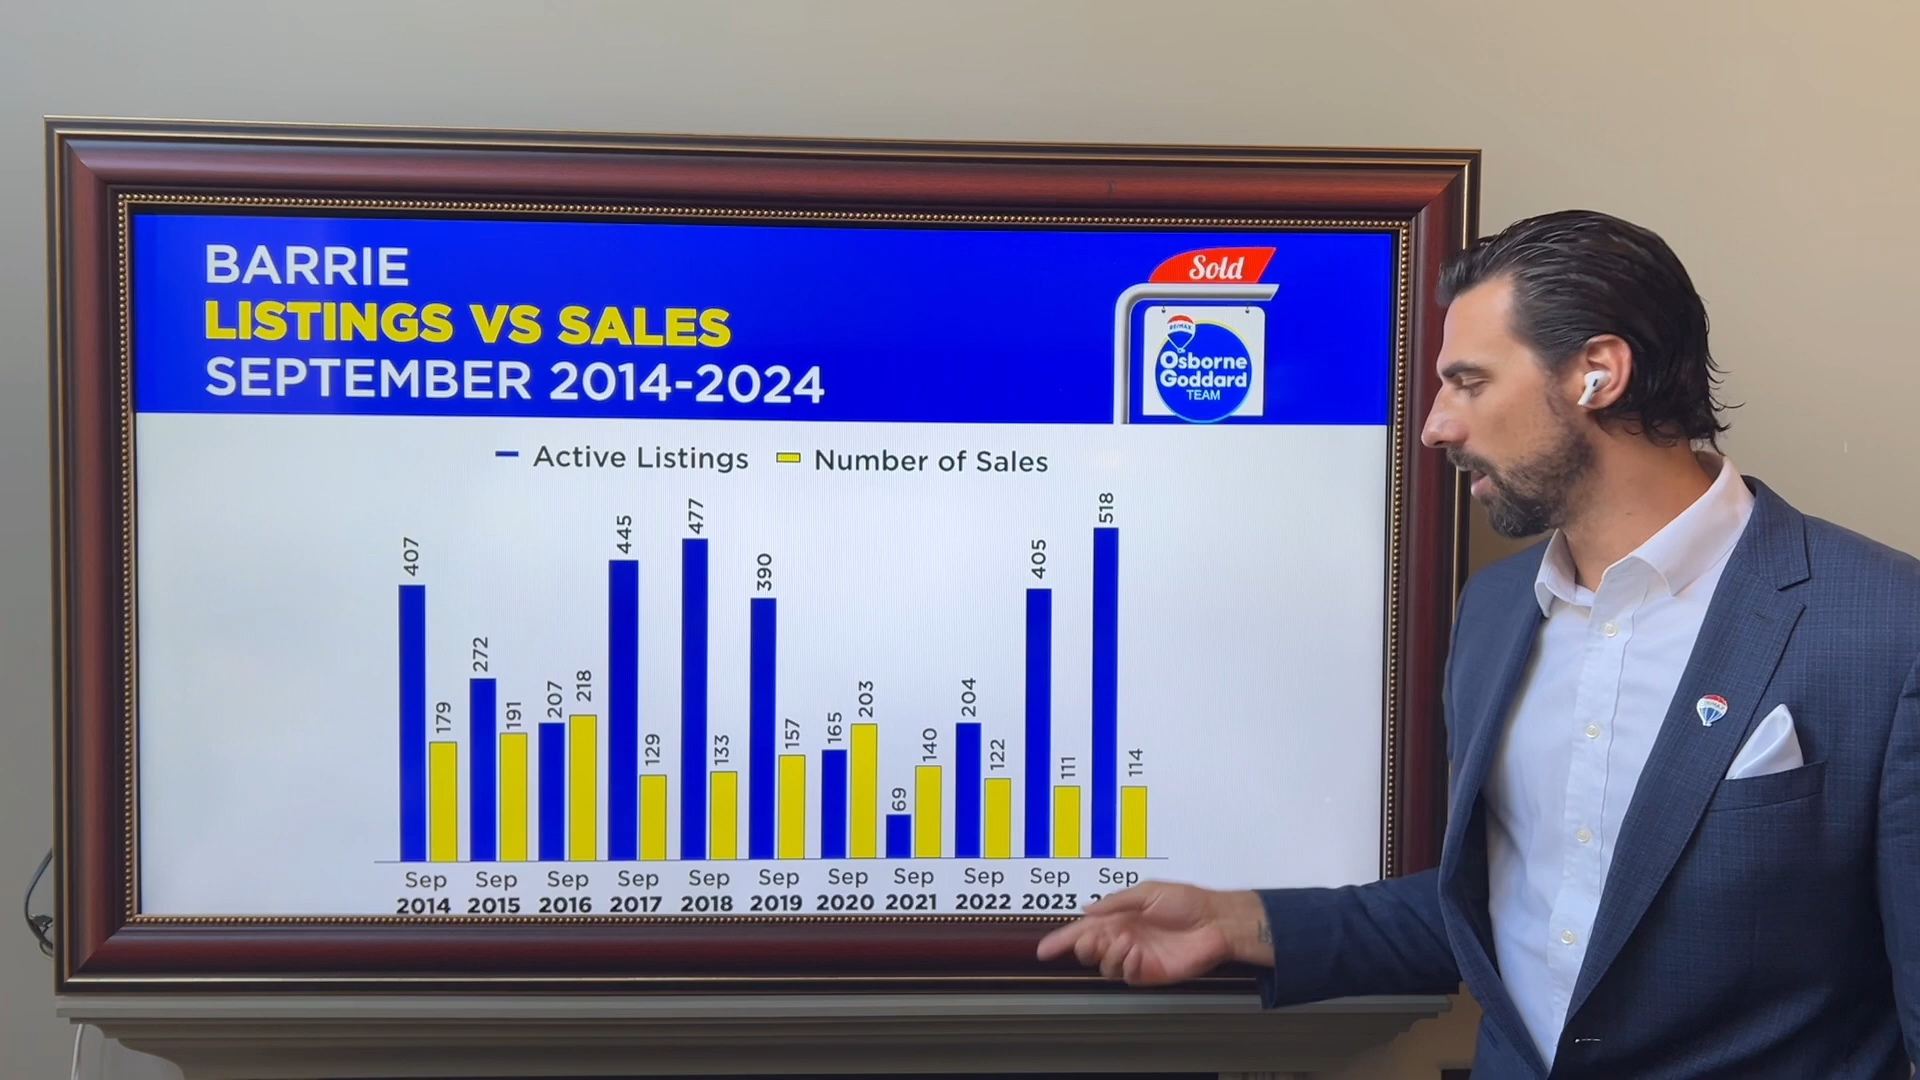 BARRIE
LISTINGS VS SALES
SEPTEMBER 2014-2024
Sold
RE/MAX
Osborne
Goddard
TEAM
Active Listings Number of Sales
407 179 272 191 207 218 445 129 477 133 390 157 165 203 69 140 204 122 405 111 518 114
Sep Sep Sep Sep Sep Sep Sep Sep Sep Sep Sep
2014 2015 2016 2017 2018 2019 2020 2021 2022 2023